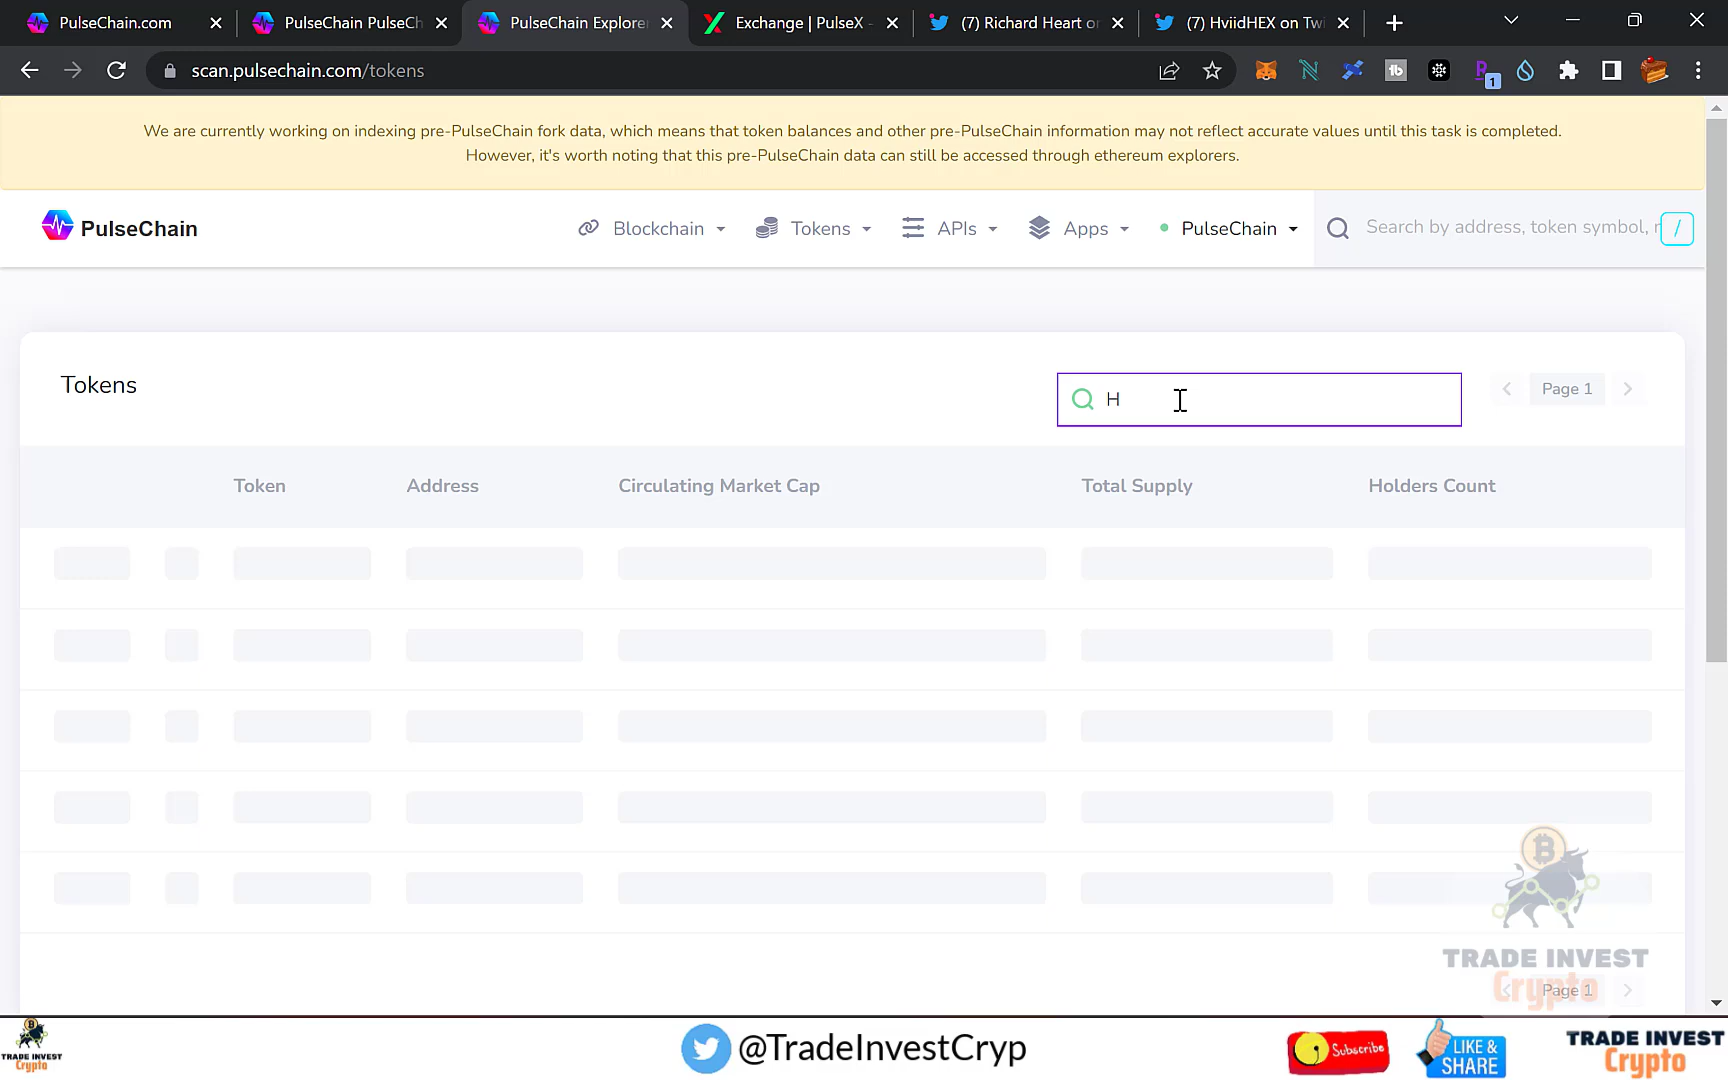 PulseChain.com
PulseChain PulseCh
PulseChain Explorer
Exchange | PulseX -
(7) Richard Heart on
(7) HviidHEX on Twi
scan.pulsechain.com/tokens
1
We are currently working on indexing pre-PulseChain fork data, which means that token balances and other pre-PulseChain information may not reflect accurate values until this task is completed.
However, it's worth noting that this pre-PulseChain data can still be accessed through ethereum explorers.
PulseChain
Blockchain
Tokens
APIs
Apps
PulseChain
Search by address, token symbol,
/
Tokens
H
Page 1
Token
Address
Circulating Market Cap
Total Supply
Holders Count
TRADE INVEST
Crypto
Page 1
TRADE INVEST
Crypto
@TradeInvestCryp
Subscribe
LIKE &
SHARE
TRADE INVEST
Crypto